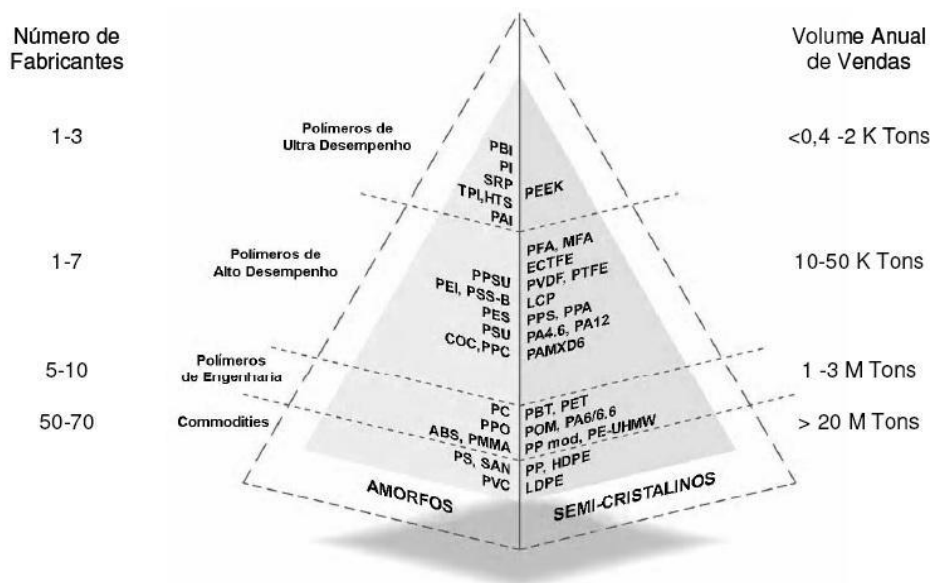 Número de
Fabricantes
Volume Anual
de Vendas
1-3
Polímeros de
Ultra Desempenho
<0,4 -2 K Tons
PBI
PI
SRP
TPI,HTS
PAI
PEEK
1-7
Polímeros de
Alto Desempenho
10-50 K Tons
PPSU
PEI, PSS-B
PES
PSU
COC,PPC
PFA, MFA
ECTFE
PVDF, PTFE
LCP
PPS, PPA
PA4.6, PA12
PAMXD6
5-10
Polímeros
de Engenharia
1 -3 M Tons
PC
PPO
ABS, PMMA
PBT, PET
POM, PA6/6.6
PP mod, PE-UHMW
50-70
Commodities
> 20 M Tons
PS, SAN
PVC
PP, HDPE
LDPE
AMORFOS
SEMI-CRISTALINOS